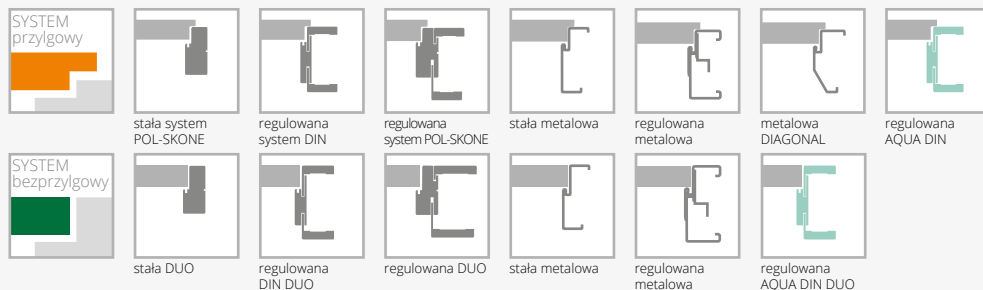 SYSTEM
przylgowy
stała system
POL-SKONE
regulowana
system DIN
regulowana
system POL-SKONE
stała metalowa
regulowana
metalowa
metalowa
DIAGONAL
regulowana
AQUA DIN
SYSTEM
bezprzylgowy
stała DUO
regulowana
DIN DUO
regulowana DUO
stała metalowa
regulowana
metalowa
regulowana
AQUA DIN DUO